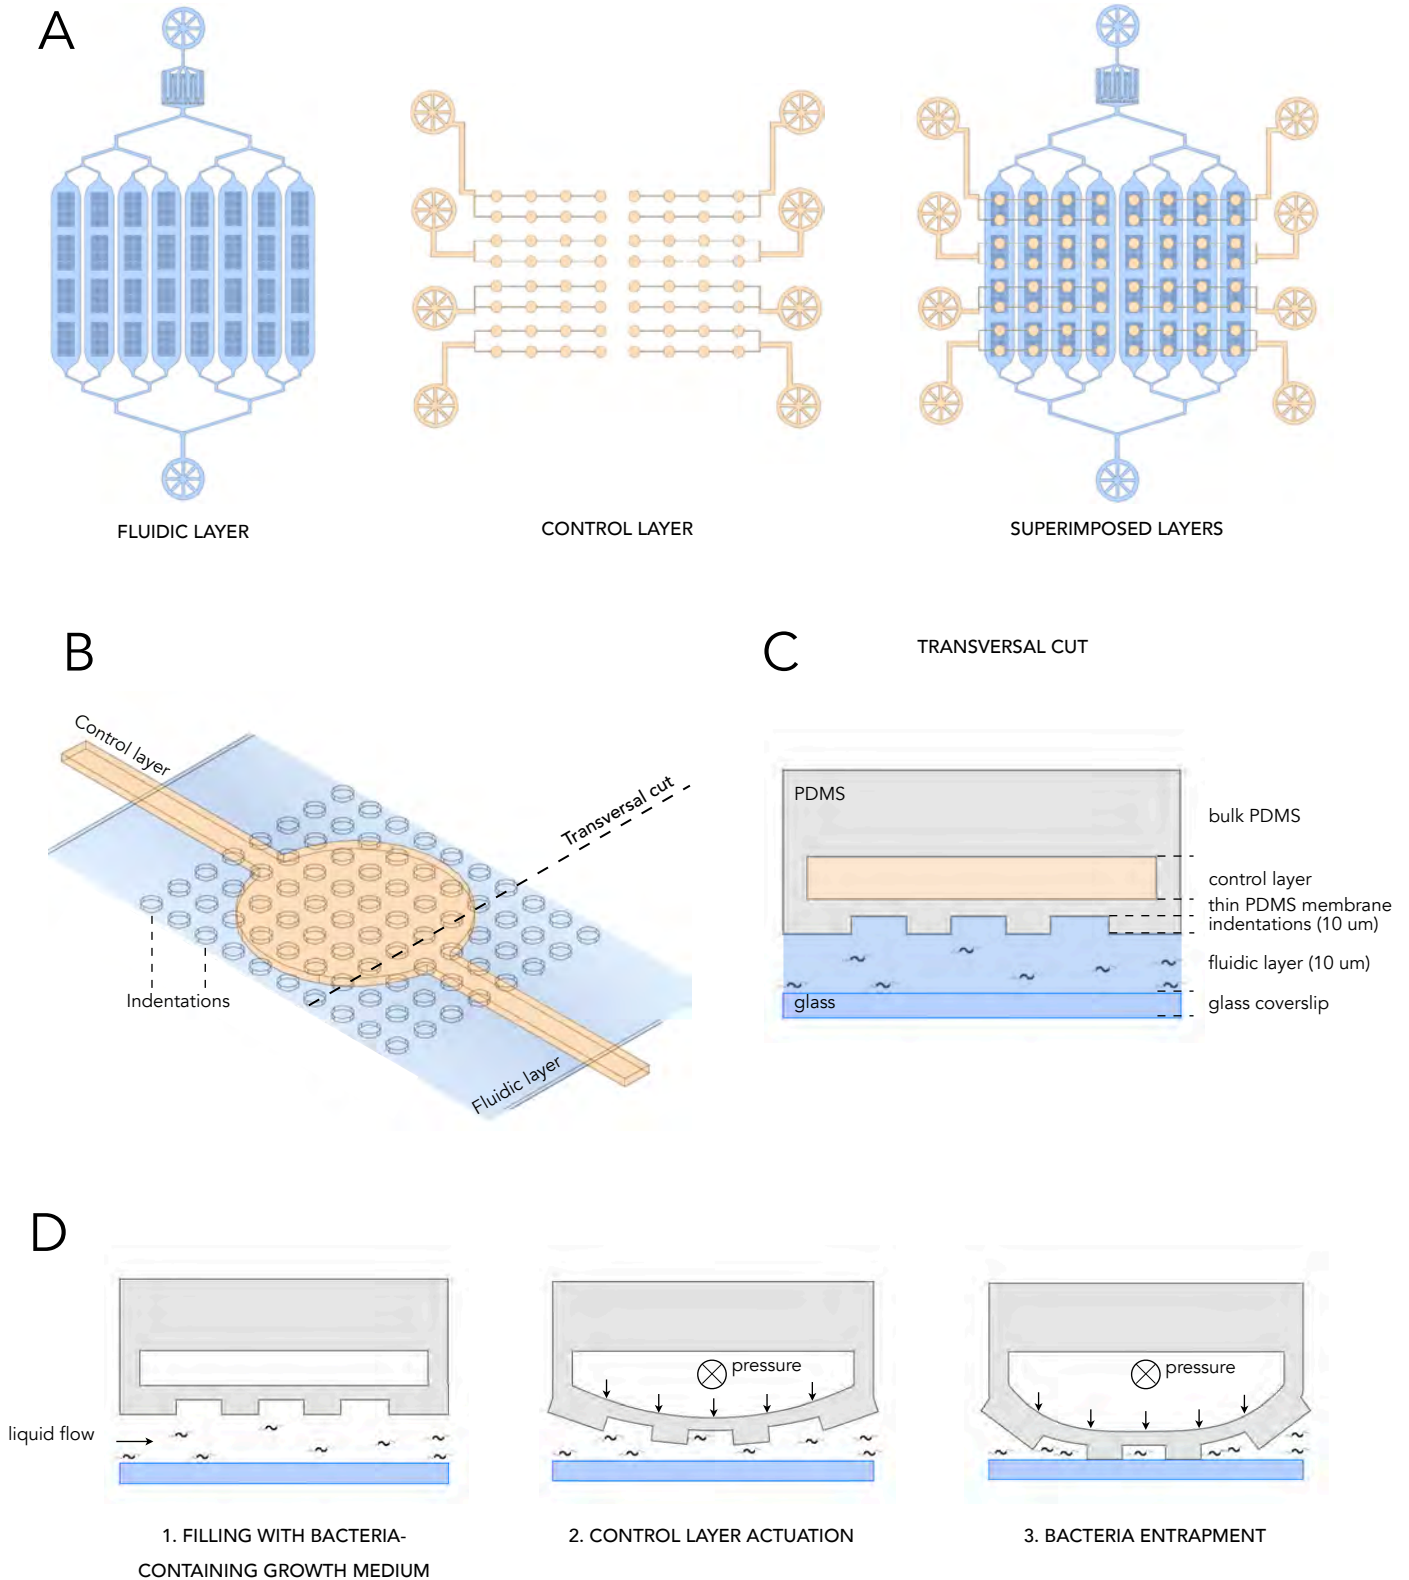 A
FLUIDIC LAYER
CONTROL LAYER
SUPERIMPOSED LAYERS
B
Control layer
Transversal cut
Indentations
Fluidic layer
C
TRANSVERSAL CUT
PDMS
bulk PDMS
control layer
thin PDMS membrane
indentations (10 um)
fluidic layer (10 um)
glass
glass coverslip
D
liquid flow
pressure
pressure
1. FILLING WITH BACTERIA-
CONTAINING GROWTH MEDIUM
2. CONTROL LAYER ACTUATION
3. BACTERIA ENTRAPMENT